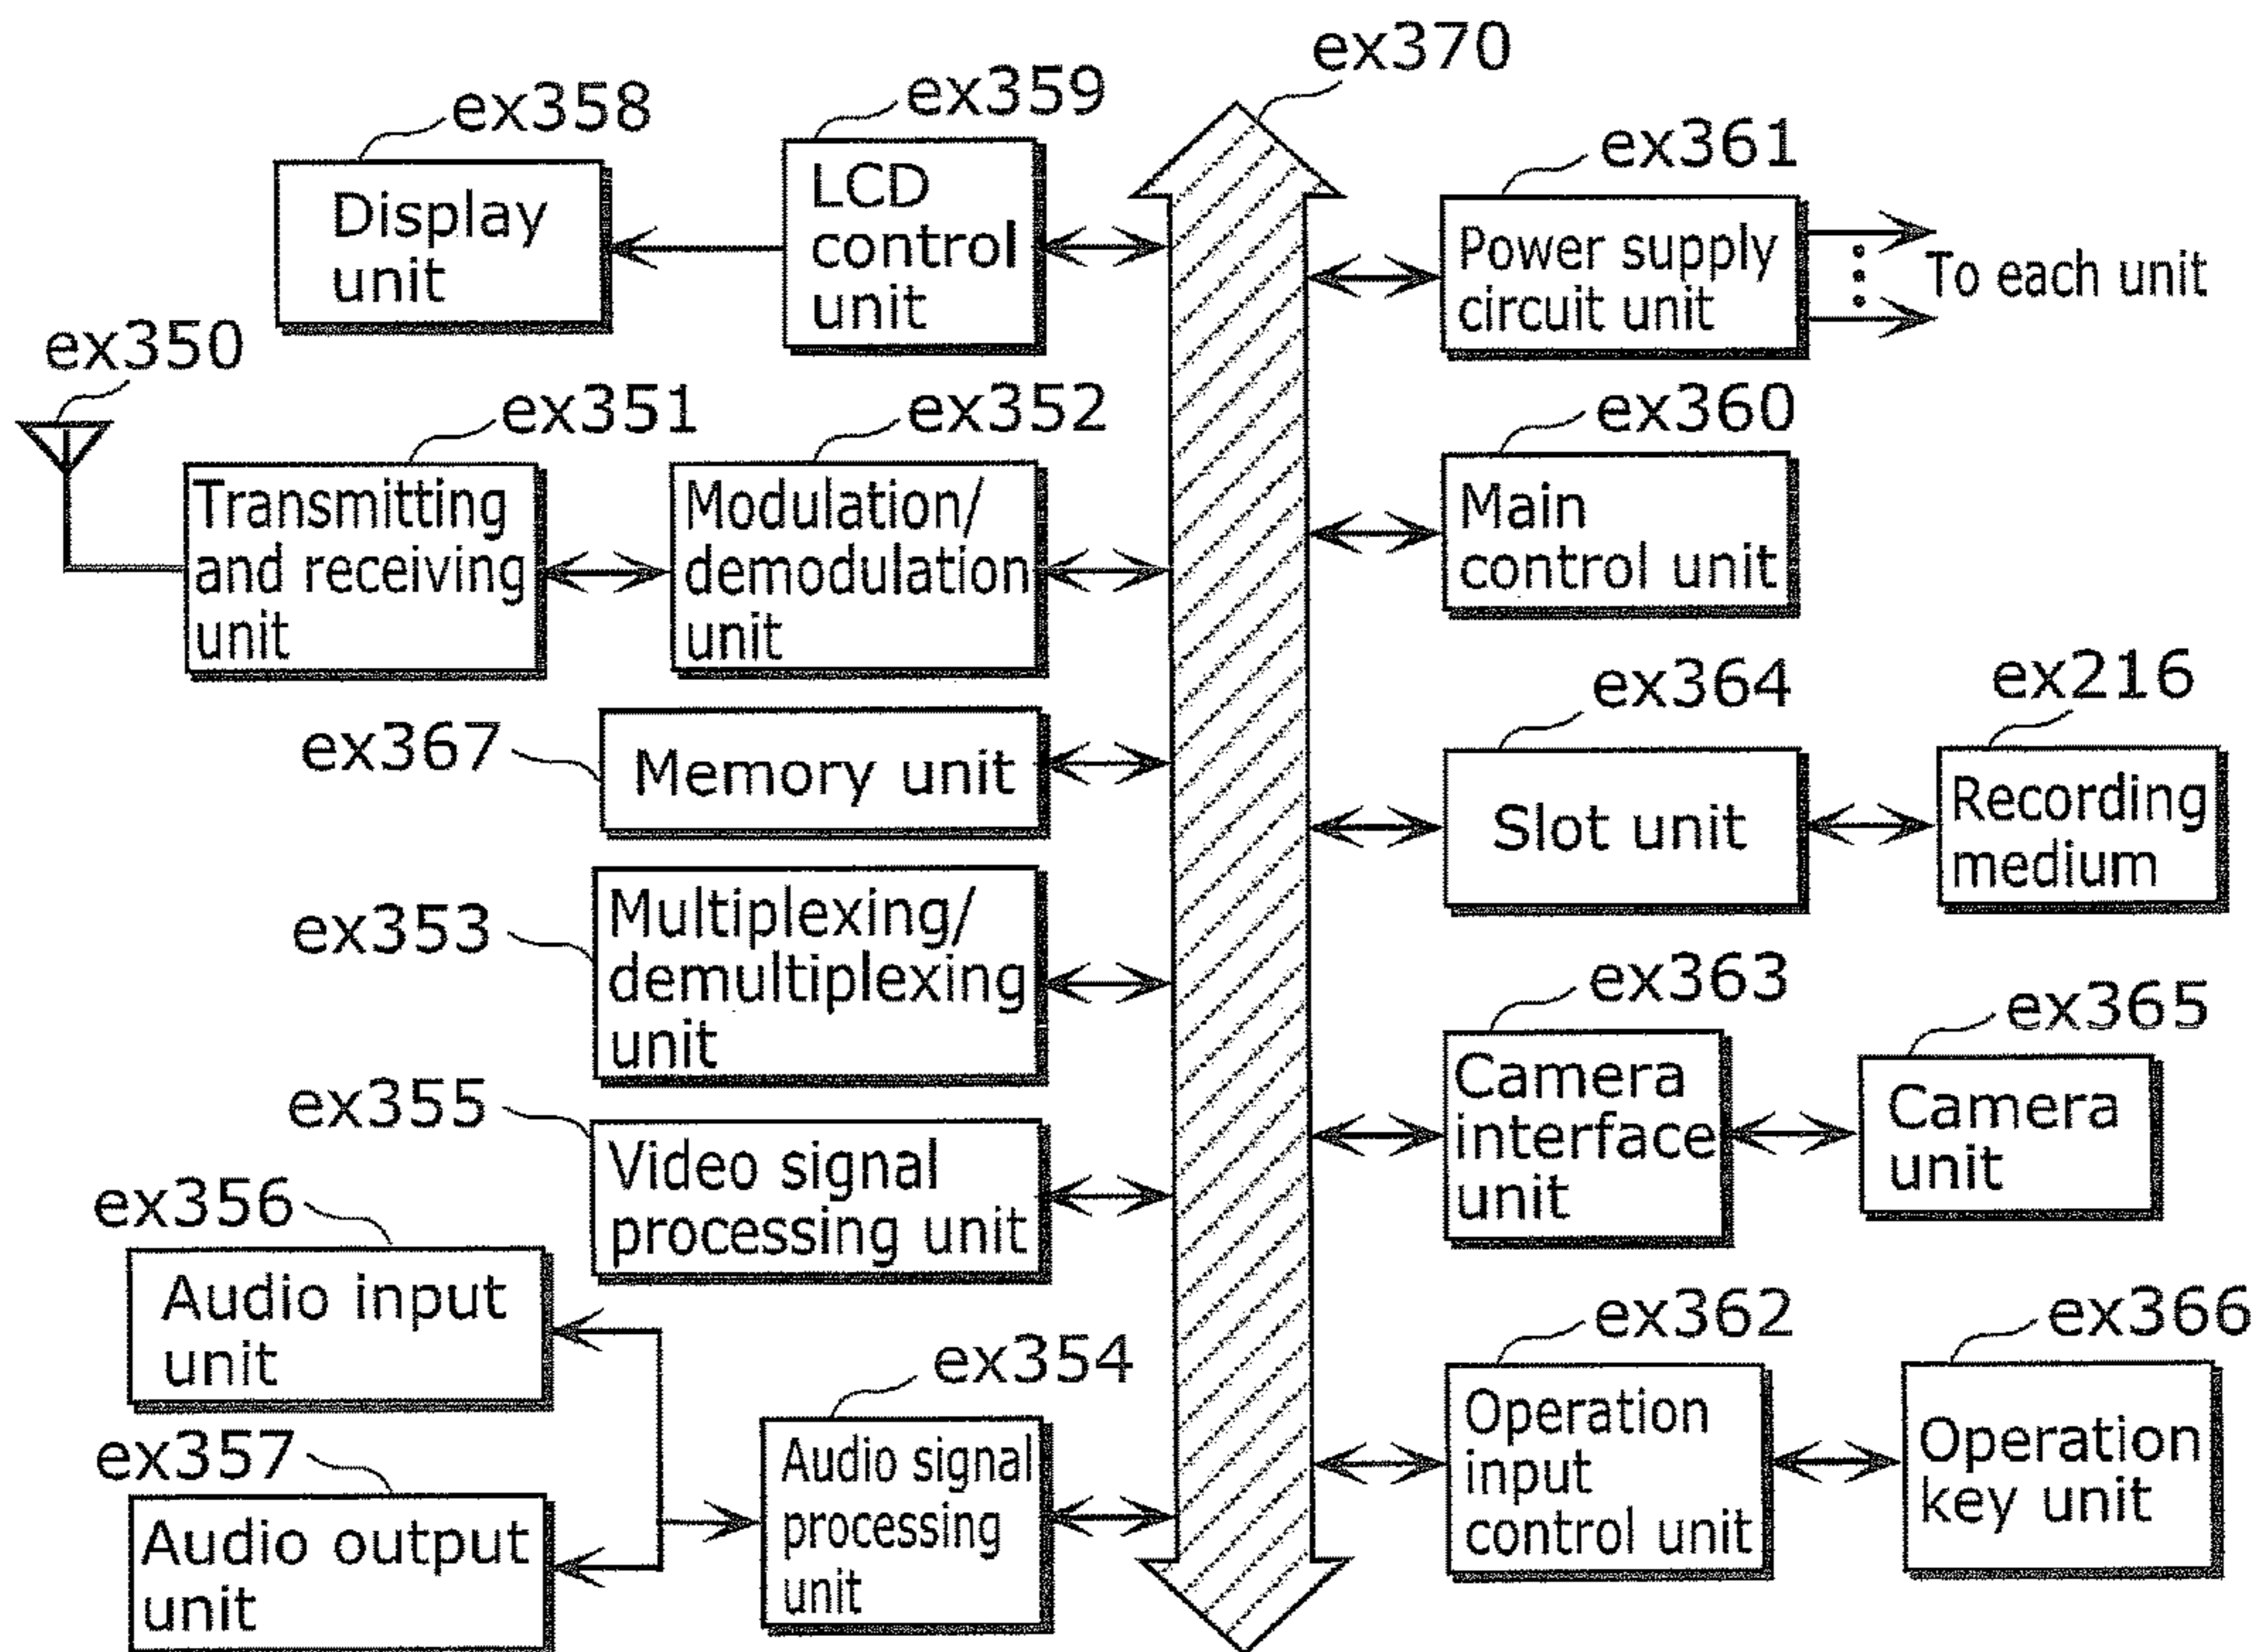 ex370
ex358
ex359
ex361
Display
unit
LCD
control
unit
Power supply
circuit unit
To each unit
ex350
ex351
ex352
ex360
Transmitting
and receiving
unit
Modulation/
demodulation
unit
Main
control unit
ex367
Memory unit
ex364
ex216
Slot unit
Recording
medium
ex353
Multiplexing/
demultiplexing
unit
ex363
ex365
Camera
interface
unit
Camera
unit
ex355
Video signal
processing unit
ex356
Audio input
unit
ex354
ex362
ex366
ex357
Audio output
unit
Audio signal
processing
unit
Operation
input
control unit
Operation
key unit